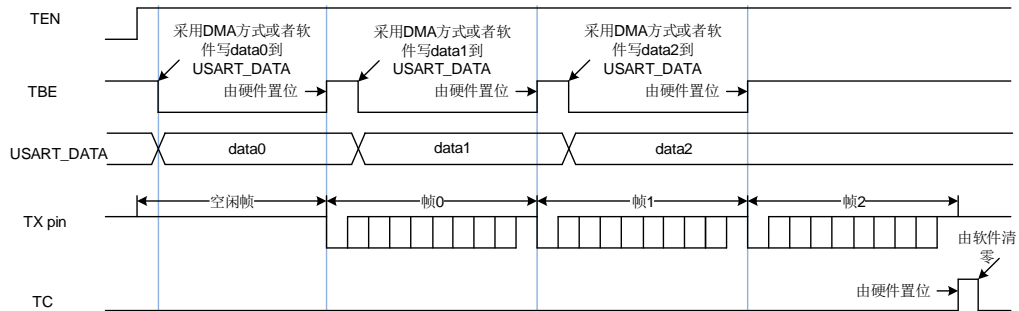 TEN
采用DMA方式或者软
件写data0到
USART_DATA
采用DMA方式或者软
件写data1到
USART_DATA
采用DMA方式或者软
件写data2到
USART_DATA
TBE
由硬件置位
由硬件置位
由硬件置位
USART_DATA
data0
data1
data2
空闲帧
帧0
帧1
帧2
TX pin
由软件清
零
由硬件置位
TC